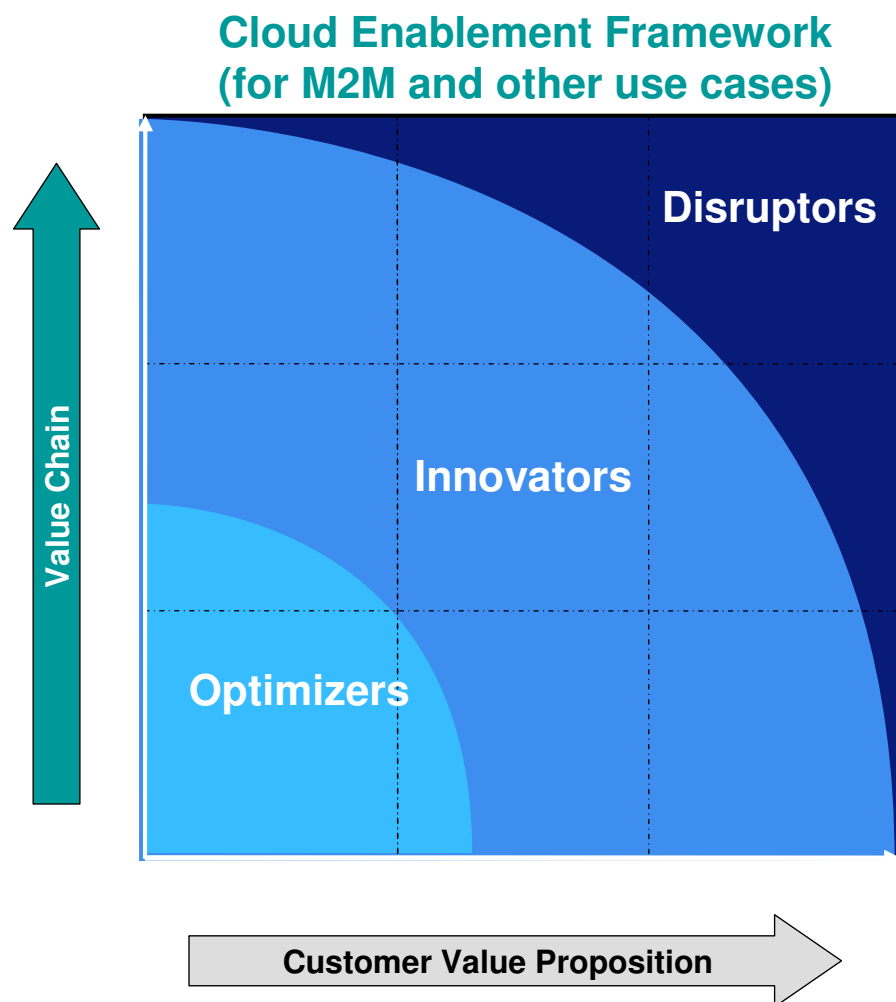 Cloud Enablement Framework
(for M2M and other use cases)
Disruptors
Value Chain
Innovators
Optimizers
Customer Value Proposition